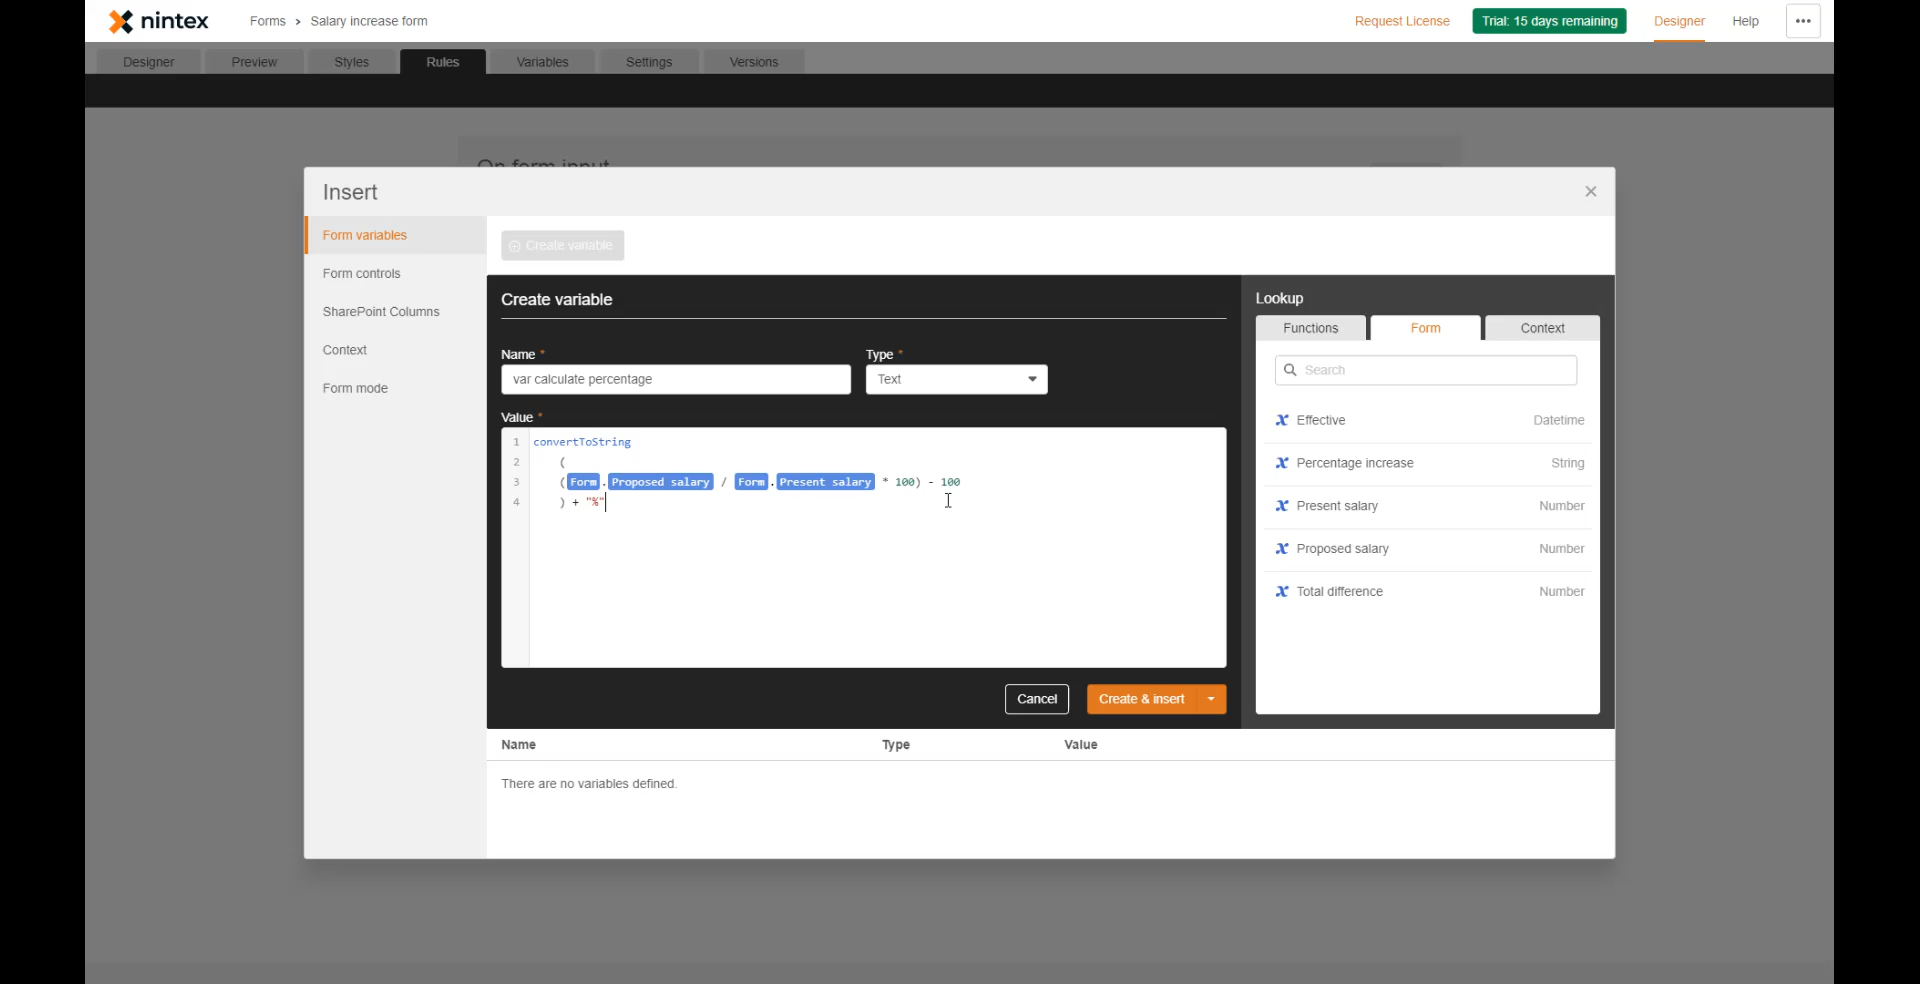 nintex
Forms > Salary increase form
Request License
Trial: 15 days remaining
Designer
Help
Designer
Preview
Styles
Rules
Variables
Settings
Versions
On form input
Insert
Form variables
Form controls
SharePoint Columns
Context
Form mode
Create variable
Create variable
Name *
Type *
var calculate percentage
Text
Value *
1 convertToString
2 (
3 (Form.Proposed salary / Form.Present salary * 100) - 100
4 ) + "%"
Cancel
Create & insert
Lookup
Functions
Form
Context
Search
Effective Datetime
Percentage increase String
Present salary Number
Proposed salary Number
Total difference Number
Name Type Value
There are no variables defined.